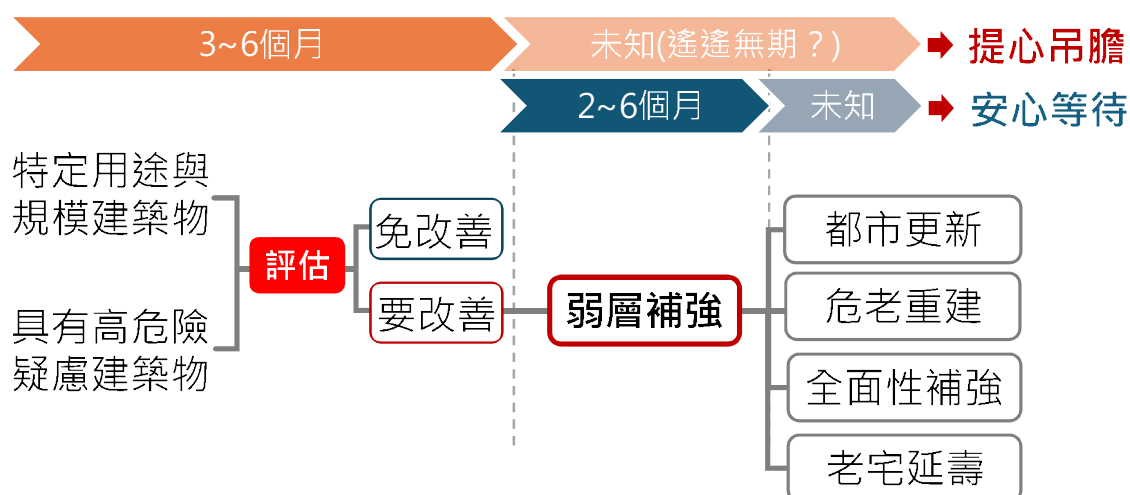 3~6個月
未知(遙遙無期？)
提心吊膽
2~6個月
未知
安心等待
特定用途與
規模建築物
具有高危險
疑慮建築物
評估
免改善
要改善
弱層補強
都市更新
危老重建
全面性補強
老宅延壽